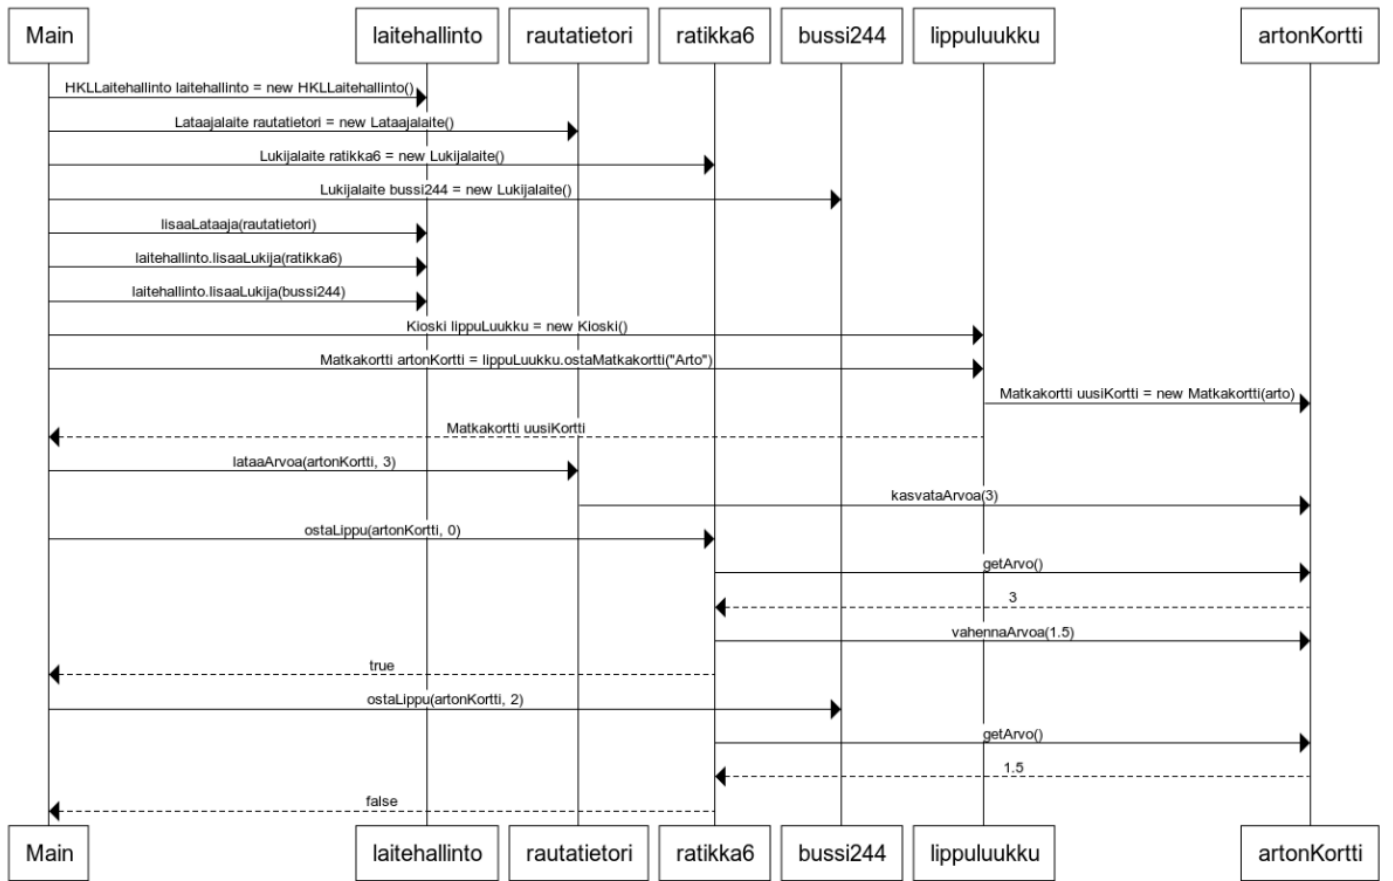 Main laitehallinto rautatietori ratikka6 bussi244 lippuluukku artonKortti
HKLLaitehallinto laitehallinto = new HKLLaitehallinto()
Lataajalaite rautatietori = new Lataajalaite()
Lukijalaite ratikka6 = new Lukijalaite()
Lukijalaite bussi244 = new Lukijalaite()
lisaaLataaja(rautatietori)
laitehallinto.lisaaLukija(ratikka6)
laitehallinto.lisaaLukija(bussi244)
Kioski lippuLuukku = new Kioski()
Matkakortti artonKortti = lippuLuukku.ostaMatkakortti("Arto")
Matkakortti uusiKortti = new Matkakortti(arto)
Matkakortti uusiKortti
lataaArvoa(artonKortti, 3)
kasvataArvoa(3)
ostaLippu(artonKortti, 0)
getArvo()
3
vahennaArvoa(1.5)
true
ostaLippu(artonKortti, 2)
getArvo()
1.5
false
Main laitehallinto rautatietori ratikka6 bussi244 lippuluukku artonKortti